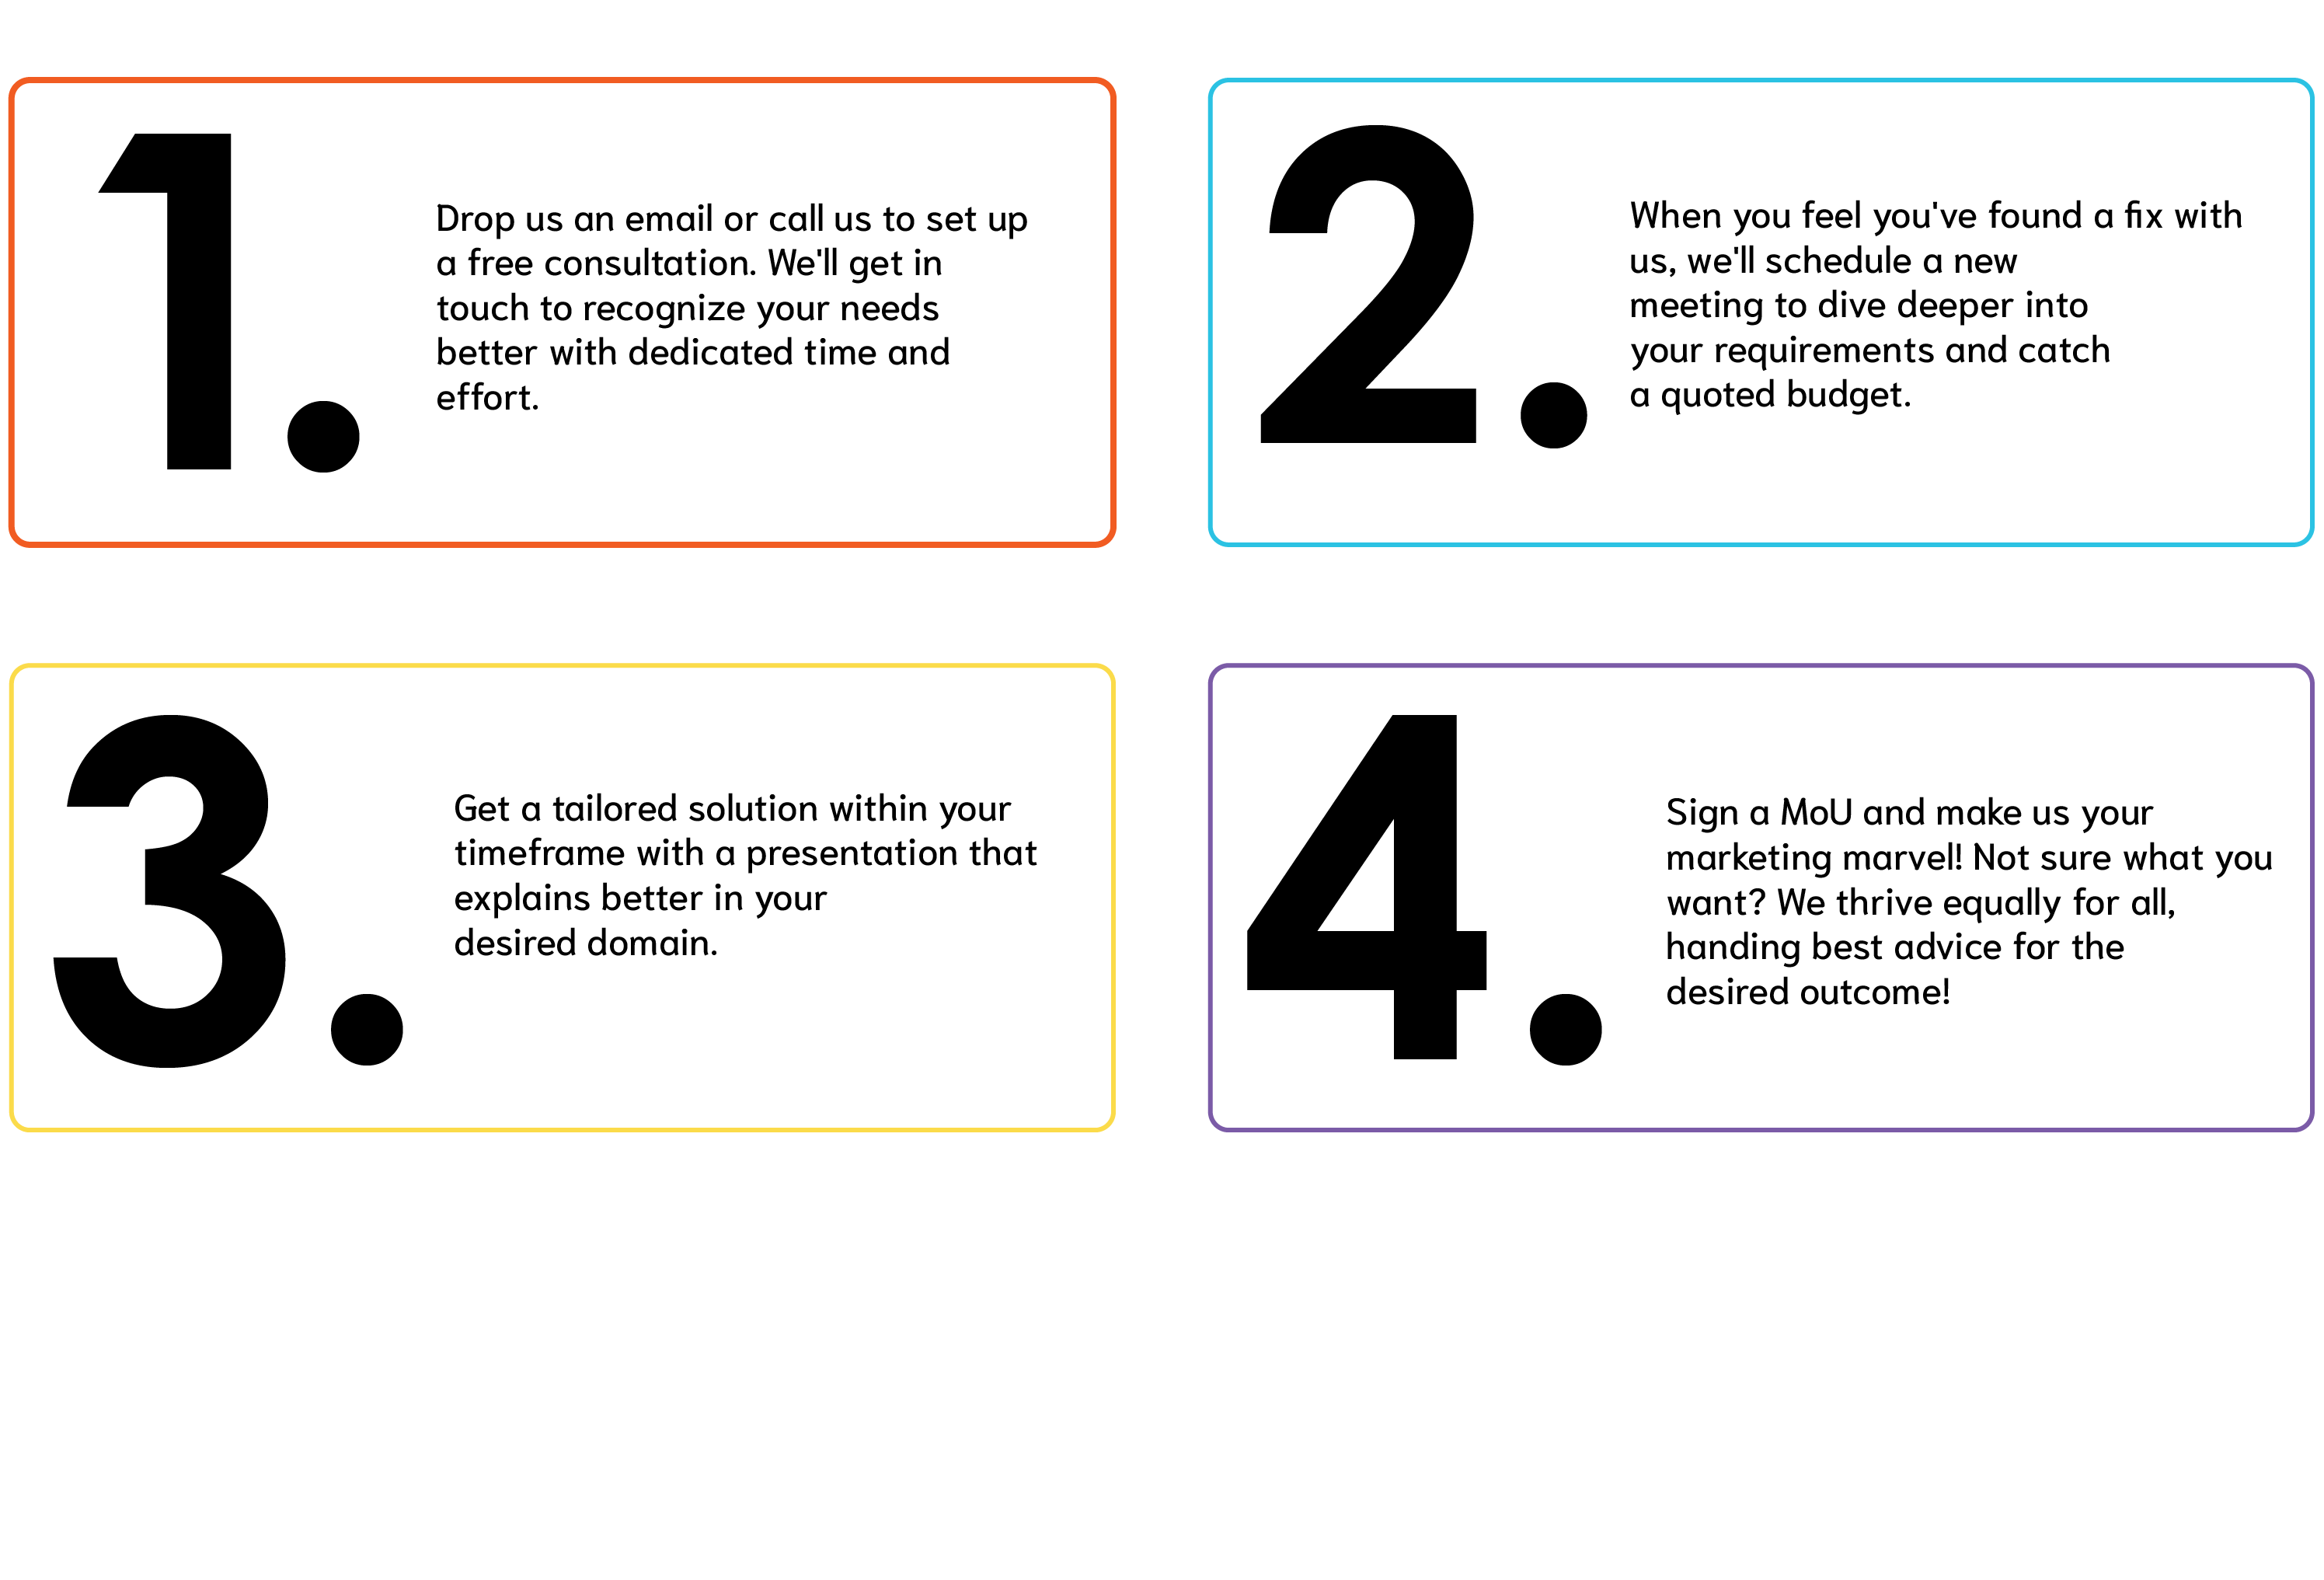 1.
Drop us an email or call us to set up
a free consultation. We'll get in
touch to recognize your needs
better with dedicated time and
effort.
2.
When you feel you've found a fix with
us, we'll schedule a new
meeting to dive deeper into
your requirements and catch
a quoted budget.
3.
Get a tailored solution within your
timeframe with a presentation that
explains better in your
desired domain.
4.
Sign a MoU and make us your
marketing marvel! Not sure what you
want? We thrive equally for all,
handing best advice for the
desired outcome!